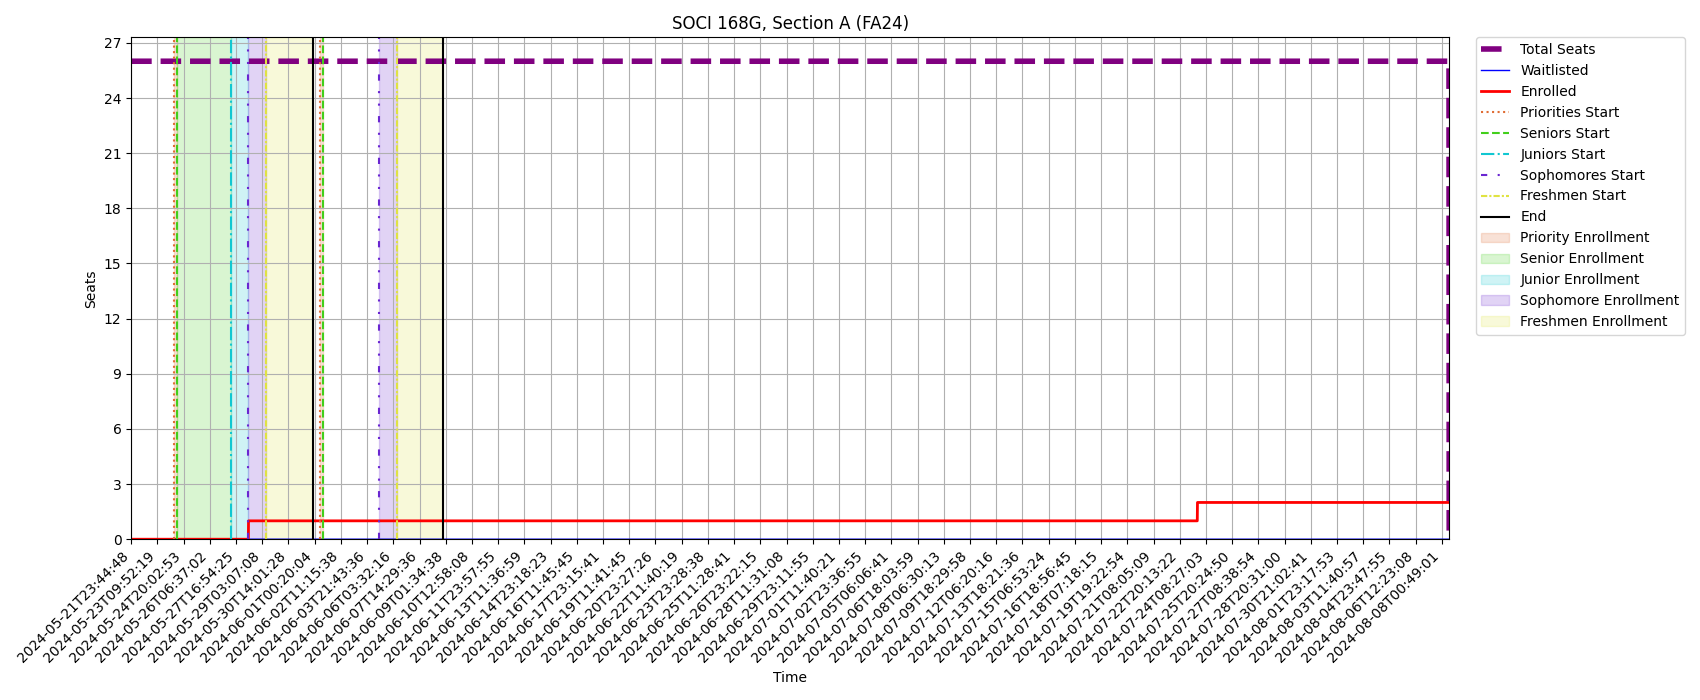 SOCI 168G, Section A (FA24)
27
24
21
18
15
12
9
6
3
0
Seats
2024-05-21T23:44:48
2024-05-23T09:52:19
2024-05-24T20:02:53
2024-05-26T06:37:02
2024-05-27T16:54:25
2024-05-29T03:07:08
2024-05-30T14:01:28
2024-06-01T00:20:04
2024-06-02T11:15:38
2024-06-03T21:43:36
2024-06-06T03:32:16
2024-06-07T14:29:36
2024-06-09T01:34:38
2024-06-10T12:58:08
2024-06-11T23:57:55
2024-06-13T11:36:59
2024-06-14T23:18:23
2024-06-16T11:45:45
2024-06-17T23:15:41
2024-06-19T11:41:45
2024-06-20T23:27:26
2024-06-22T11:40:19
2024-06-23T23:28:38
2024-06-25T11:28:41
2024-06-26T23:22:15
2024-06-28T11:31:08
2024-06-29T23:11:55
2024-07-01T11:40:21
2024-07-02T23:36:55
2024-07-05T06:06:41
2024-07-06T18:03:59
2024-07-08T06:30:13
2024-07-09T18:29:58
2024-07-12T06:20:16
2024-07-13T18:21:36
2024-07-15T06:53:24
2024-07-16T18:56:45
2024-07-18T07:18:15
2024-07-19T19:22:54
2024-07-21T08:05:09
2024-07-22T20:13:22
2024-07-24T08:27:03
2024-07-25T20:24:50
2024-07-27T08:38:54
2024-07-28T20:31:00
2024-07-30T21:02:41
2024-08-01T23:17:53
2024-08-03T11:40:57
2024-08-04T23:47:55
2024-08-06T12:23:08
2024-08-08T00:49:01
Time
Total Seats
Waitlisted
Enrolled
Priorities Start
Seniors Start
Juniors Start
Sophomores Start
Freshmen Start
End
Priority Enrollment
Senior Enrollment
Junior Enrollment
Sophomore Enrollment
Freshmen Enrollment